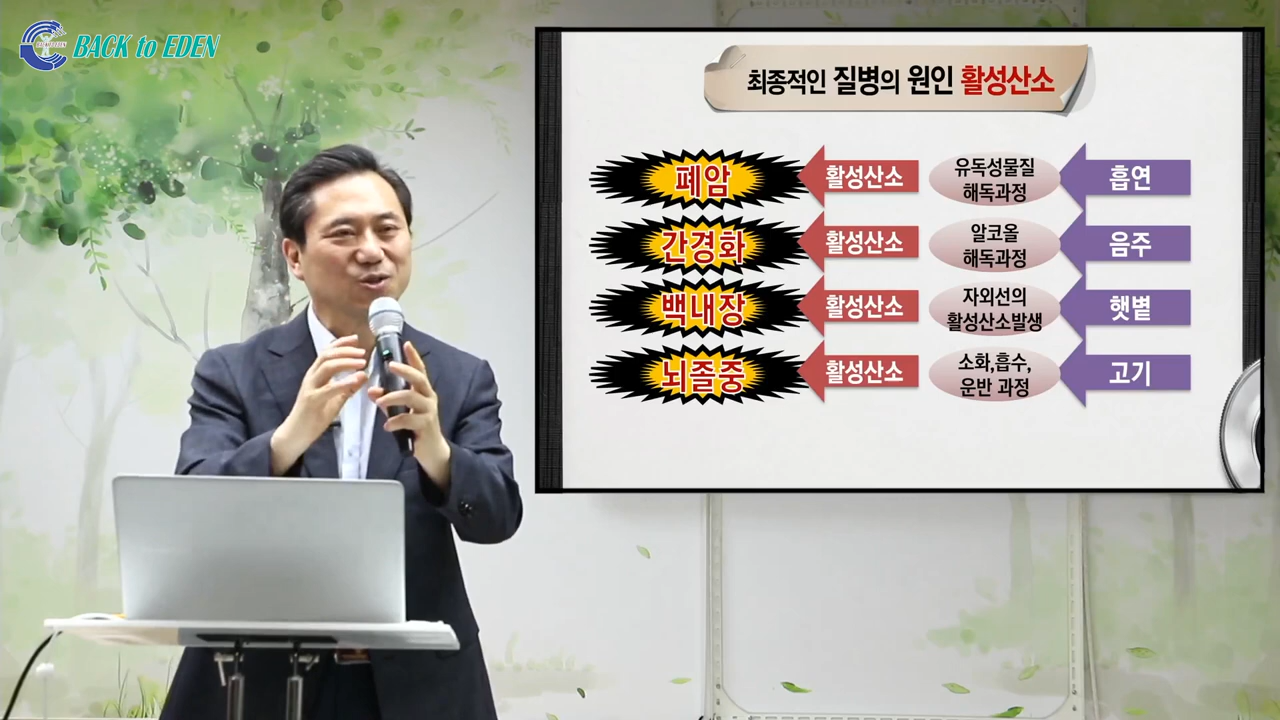 BACK to EDEN
최종적인 질병의 원인 활성산소
폐암 활성산소 유독성물질 흡연
해독과정
간경화 활성산소 알코올 음주
해독과정
백내장 활성산소 자외선의 햇볕
활성산소발생
뇌졸중 활성산소 소화,흡수, 고기
운반 과정